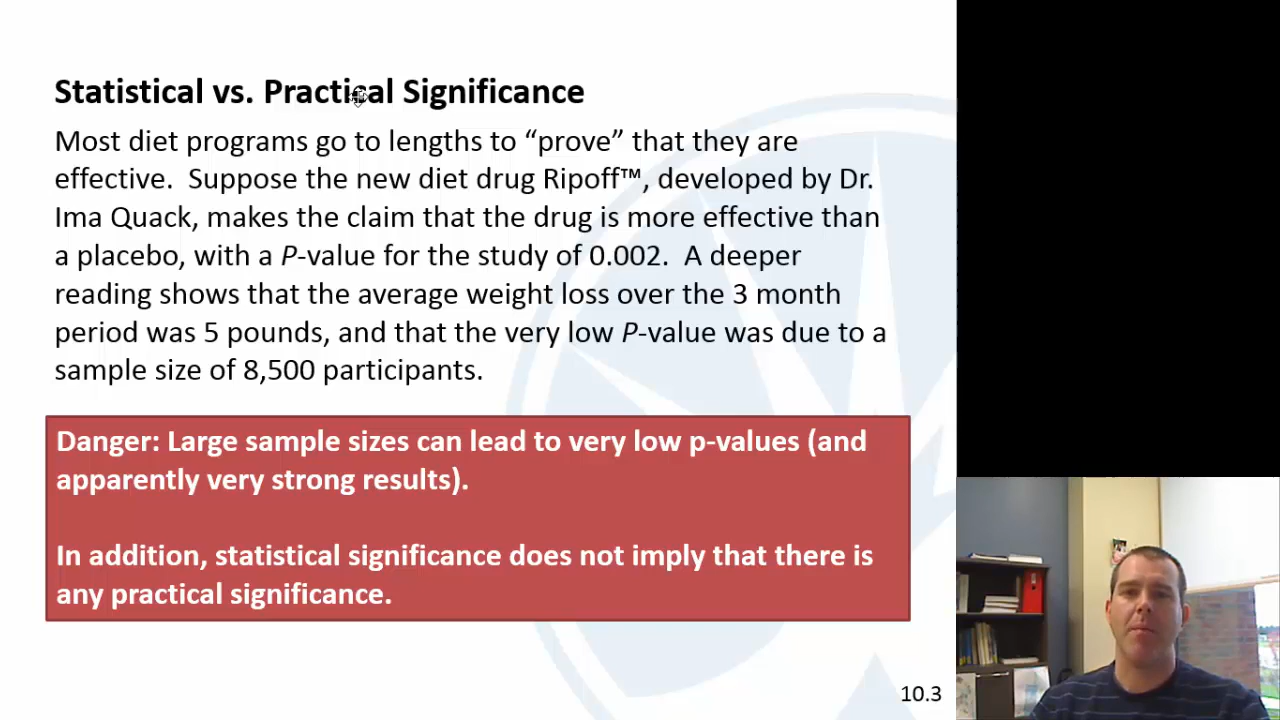 Statistical vs. Practical Significance
Most diet programs go to lengths to “prove” that they are
effective.  Suppose the new diet drug Ripoff™, developed by Dr.
Ima Quack, makes the claim that the drug is more effective than
a placebo, with a P-value for the study of 0.002.  A deeper
reading shows that the average weight loss over the 3 month
period was 5 pounds, and that the very low P-value was due to a
sample size of 8,500 participants.
Danger: Large sample sizes can lead to very low p-values (and
apparently very strong results).
In addition, statistical significance does not imply that there is
any practical significance.
10.3